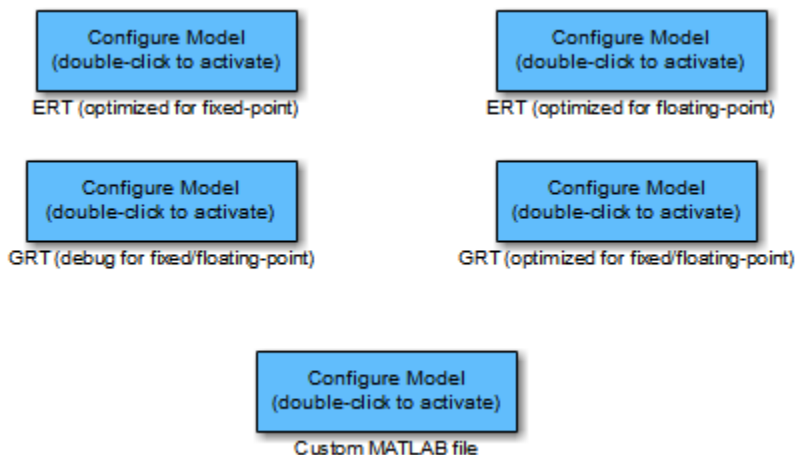 Configure Model
(double-click to activate)
ERT (optimized for fixed-point)
Configure Model
(double-click to activate)
ERT (optimized for floating-point)
Configure Model
(double-click to activate)
GRT (debug for fixed/floating-point)
Configure Model
(double-click to activate)
GRT (optimized for fixed/floating-point)
Configure Model
(double-click to activate)
Custom MATLAB file